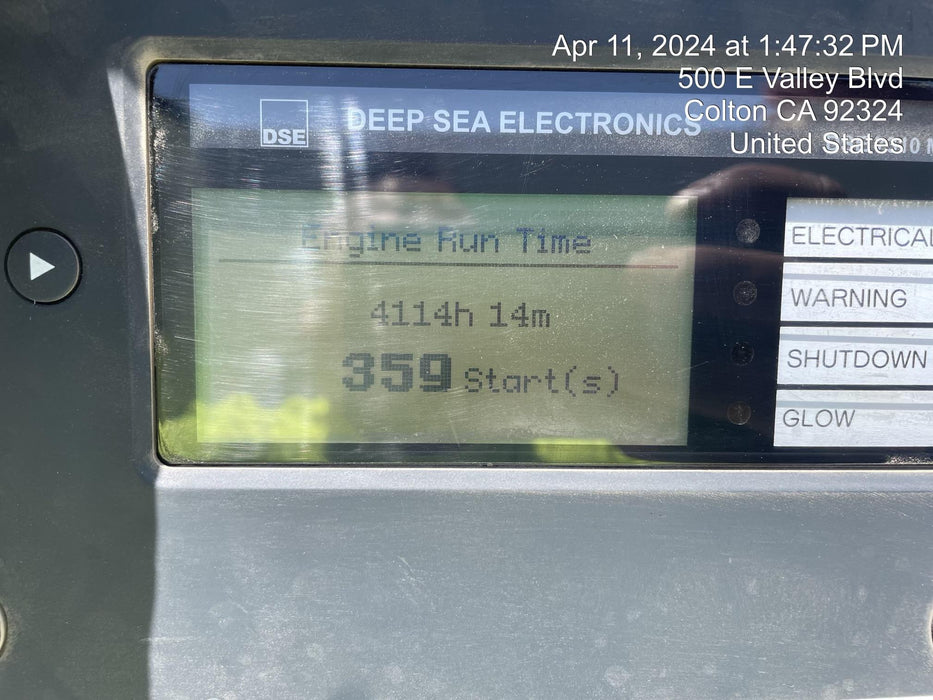 Apr 11, 2024 at 1:47:32 PM
500 E Valley Blvd
Colton CA 92324
United States
DSE
DEEP SEA ELECTRONICS
Engine Run Time
4114h 14m
359 Start(s)
ELECTRICAL
WARNING
SHUTDOWN
GLOW